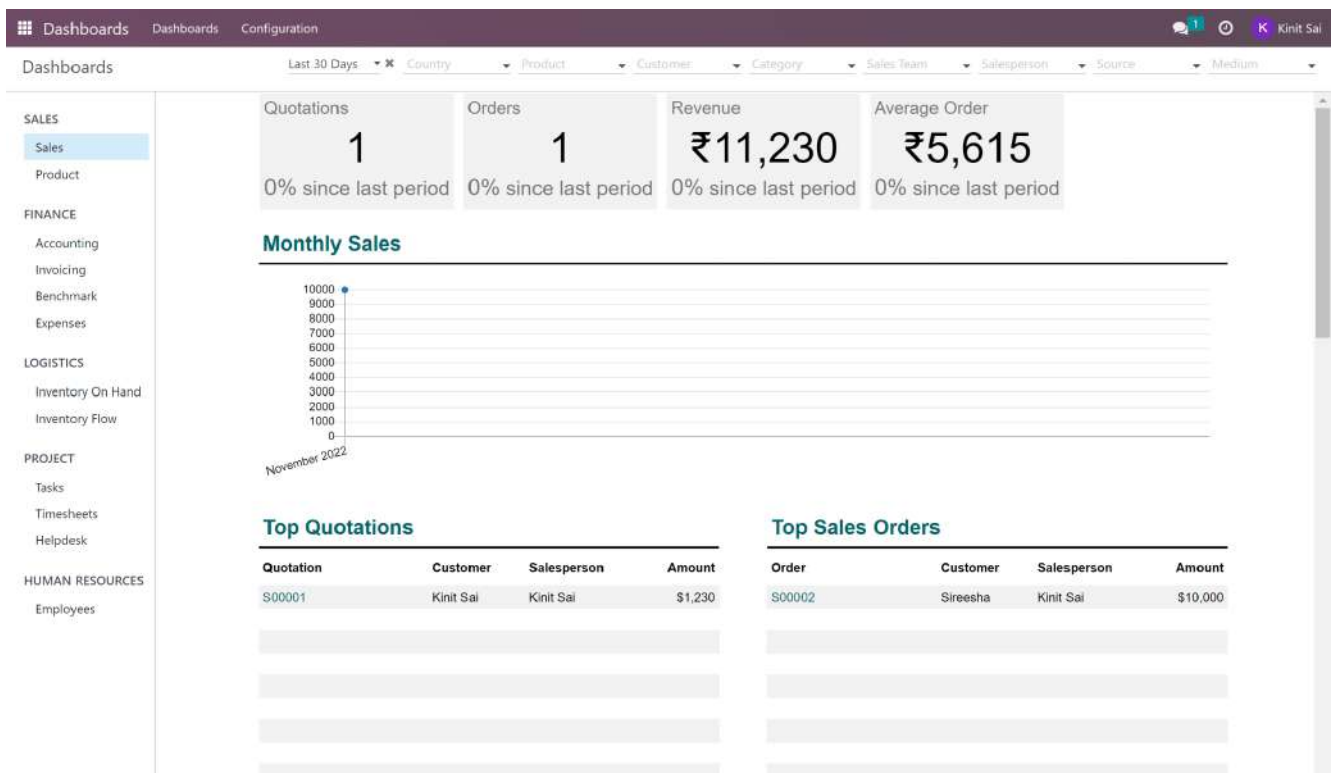 Dashboards Dashboards Configuration 1 K Kinit Sai
Dashboards Last 30 Days Country Product Customer Category Sales Team Salesperson Source Medium
SALES
Sales
Product
FINANCE
Accounting
Invoicing
Benchmark
Expenses
LOGISTICS
Inventory On Hand
Inventory Flow
PROJECT
Tasks
Timesheets
Helpdesk
HUMAN RESOURCES
Employees
Quotations Orders Revenue Average Order
1 1 ₹11,230 ₹5,615
0% since last period 0% since last period 0% since last period 0% since last period
Monthly Sales
10000
9000
8000
7000
6000
5000
4000
3000
2000
1000
0
November 2022
Top Quotations
Quotation Customer Salesperson Amount
S00001 Kinit Sai Kinit Sai $1,230
Top Sales Orders
Order Customer Salesperson Amount
S00002 Sireesha Kinit Sai $10,000